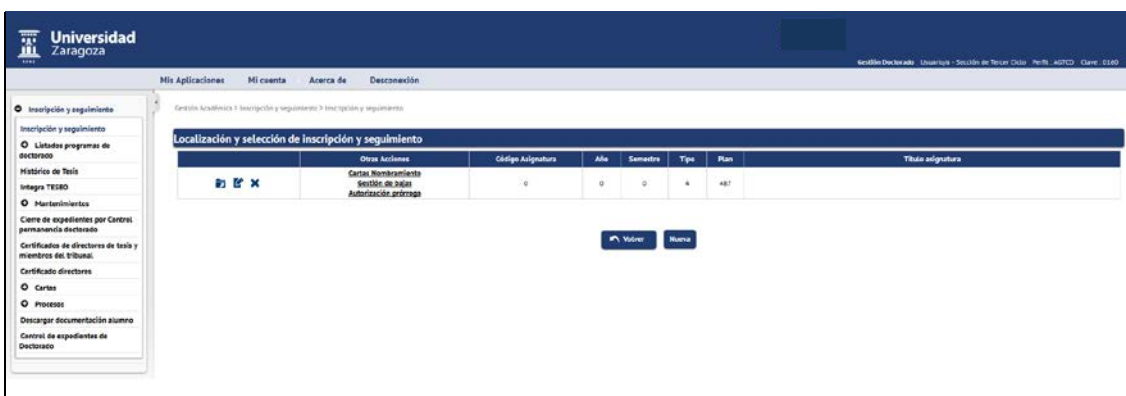 Universidad
Zaragoza
1542
Gestión Doctorado Usuario/a - Sección de Tercer Ciclo Perfil: AGTCD Clave: 0160
Mis Aplicaciones Mi cuenta Acerca de Desconexión
Inscripción y seguimiento
Inscripción y seguimiento
Listados programas de
doctorado
Histórico de Tesis
Integra TESEO
Mantenimientos
Cierre de expedientes por Control
permanencia doctorado
Certificados de directores de tesis y
miembros del tribunal.
Certificado directores
Cartas
Procesos
Descargar documentación alumno
Control de expedientes de
Doctorado
Gestión Académica > Inscripción y seguimiento > Inscripción y seguimiento
Localización y selección de inscripción y seguimiento
Otras Acciones Código Asignatura Año Semestre Tipo Plan Título asignatura
Cartas Nombramiento
Gestión de bajas
Autorización prórroga
0 0 0 4 487
Volver Nueva